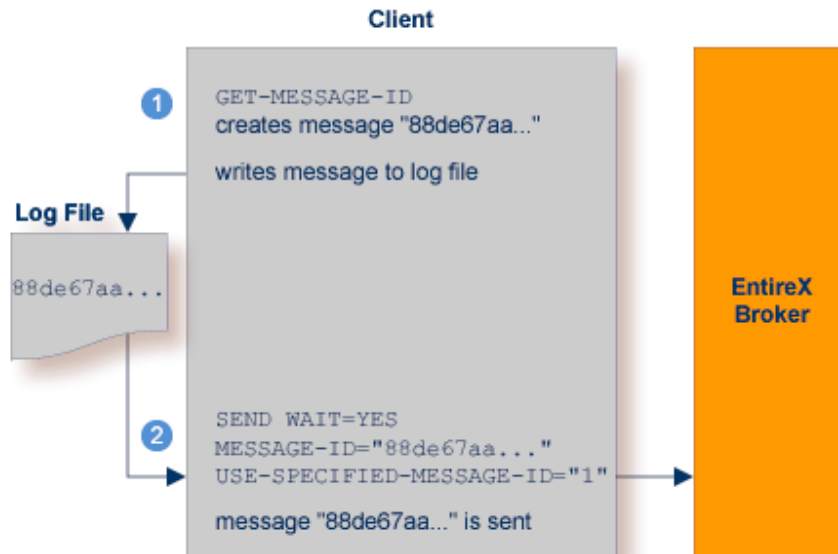 Client
1
GET-MESSAGE-ID
creates message "88de67aa..."
writes message to log file
Log File
88de67aa...
EntireX
Broker
2
SEND WAIT=YES
MESSAGE-ID="88de67aa..."
USE-SPECIFIED-MESSAGE-ID="1"
message "88de67aa..." is sent